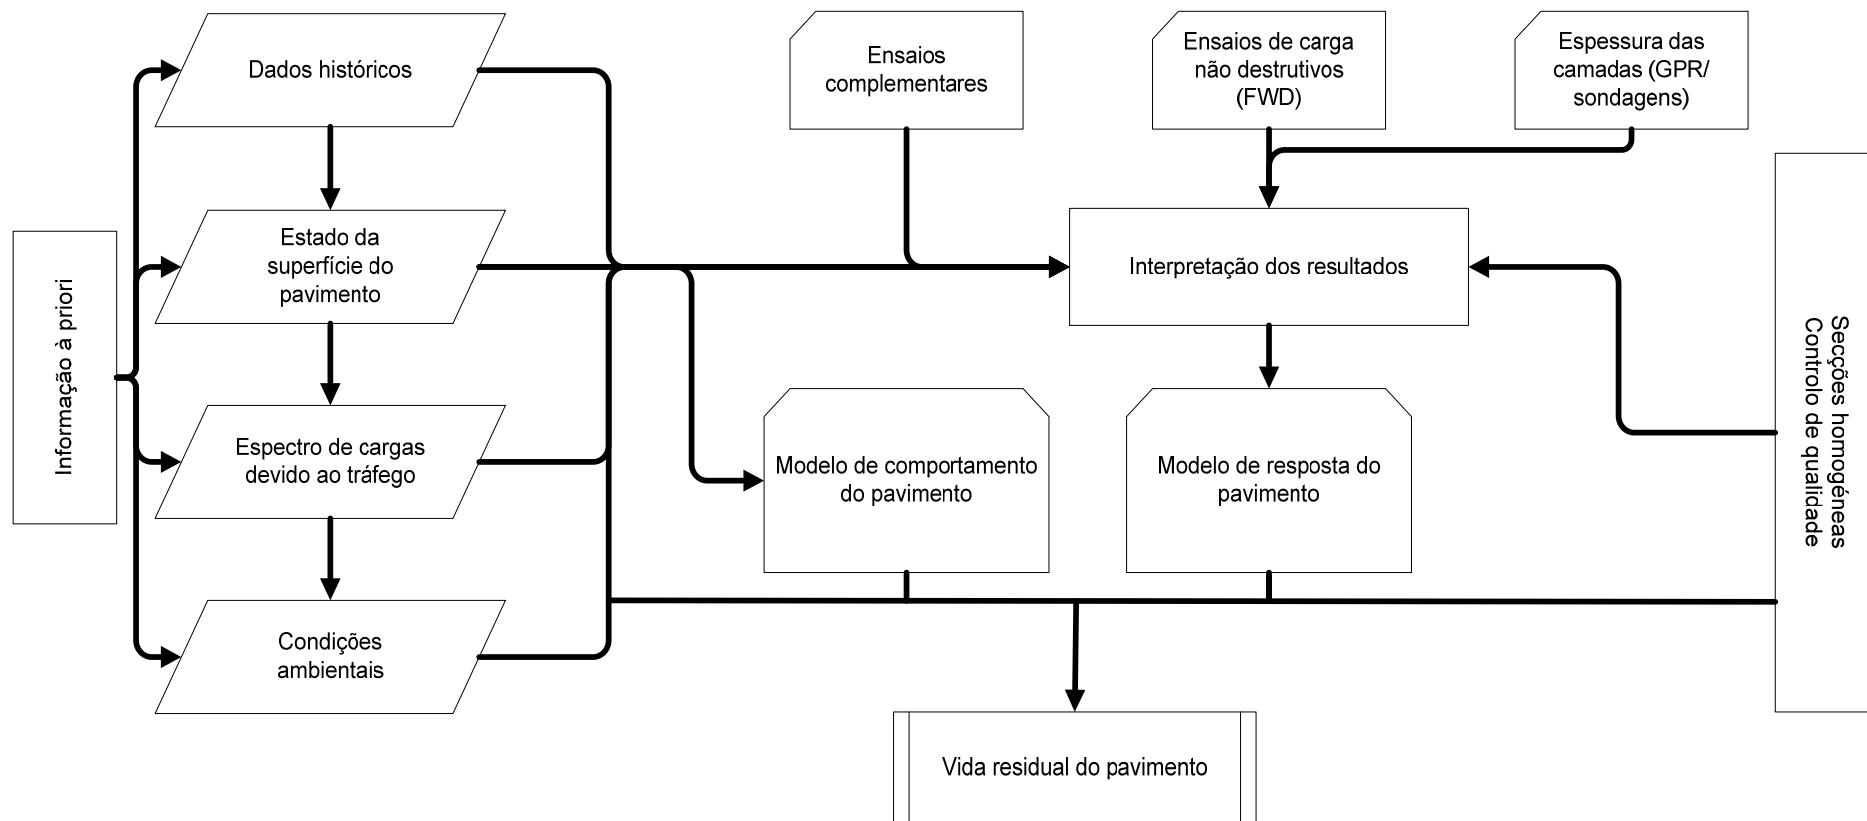 Dados históricos
Ensaios
complementares
Ensaios de carga
não destrutivos
(FWD)
Espessura das
camadas (GPR/
sondagens)
Informação à priori
Estado da
superfície do
pavimento
Interpretação dos resultados
Secções homogéneas
Controlo de qualidade
Espectro de cargas
devido ao tráfego
Modelo de comportamento
do pavimento
Modelo de resposta do
pavimento
Condições
ambientais
Vida residual do pavimento